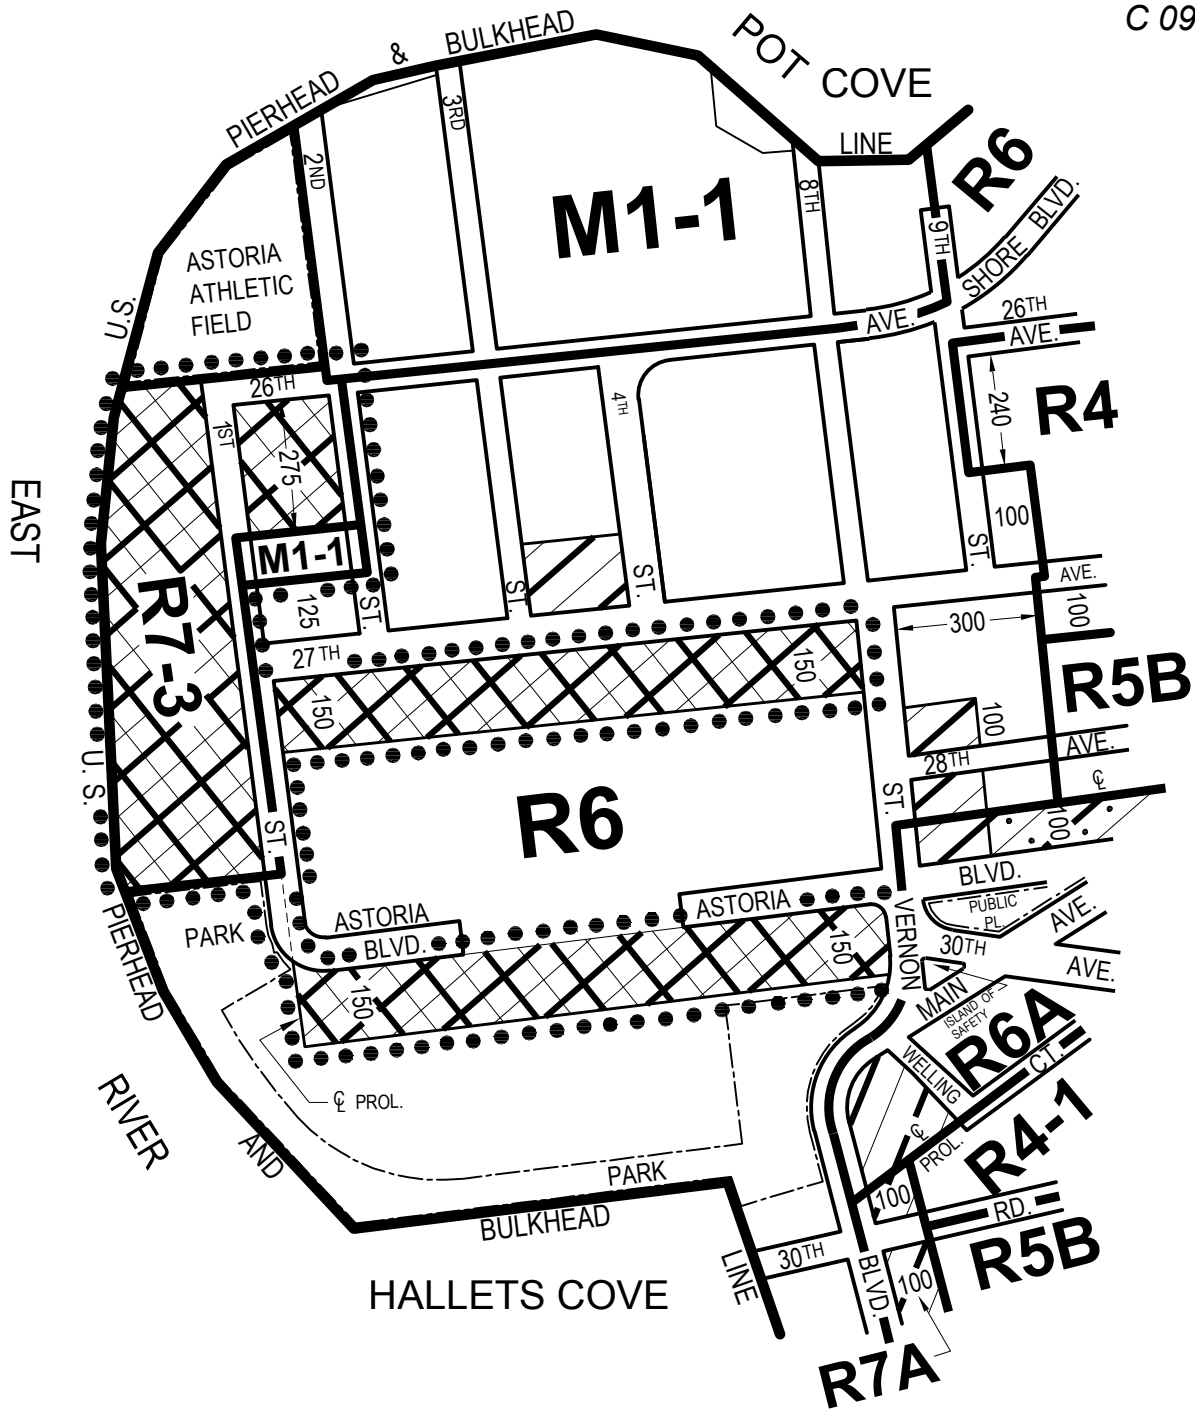 C 09
PIERHEAD & BULKHEAD
POT COVE
LINE
R6
3RD
2ND
M1-1
8TH
9TH
SHORE BLVD.
ASTORIA
ATHLETIC
FIELD
U.S.
AVE.
26TH
AVE.
26TH
4TH
240
R4
1ST
275
EAST
100
M1-1
ST.
ST.
ST.
ST.
125
AVE.
100
300
R7-3
27TH
150
150
R5B
100
AVE.
28TH
U. S.
R6
ST.
ST.
℄
100
BLVD.
ASTORIA
BLVD.
ASTORIA
VERNON
PUBLIC
PL.
AVE.
30TH
AVE.
PARK
PIERHEAD
150
150
MAIN
ISLAND OF
SAFETY
R6A
WELLING
CT.
℄ PROL.
℄
PROL.
R4-1
RIVER
AND
PARK
BULKHEAD
100
RD.
R5B
LINE
30TH
BLVD.
100
HALLETS COVE
R7A